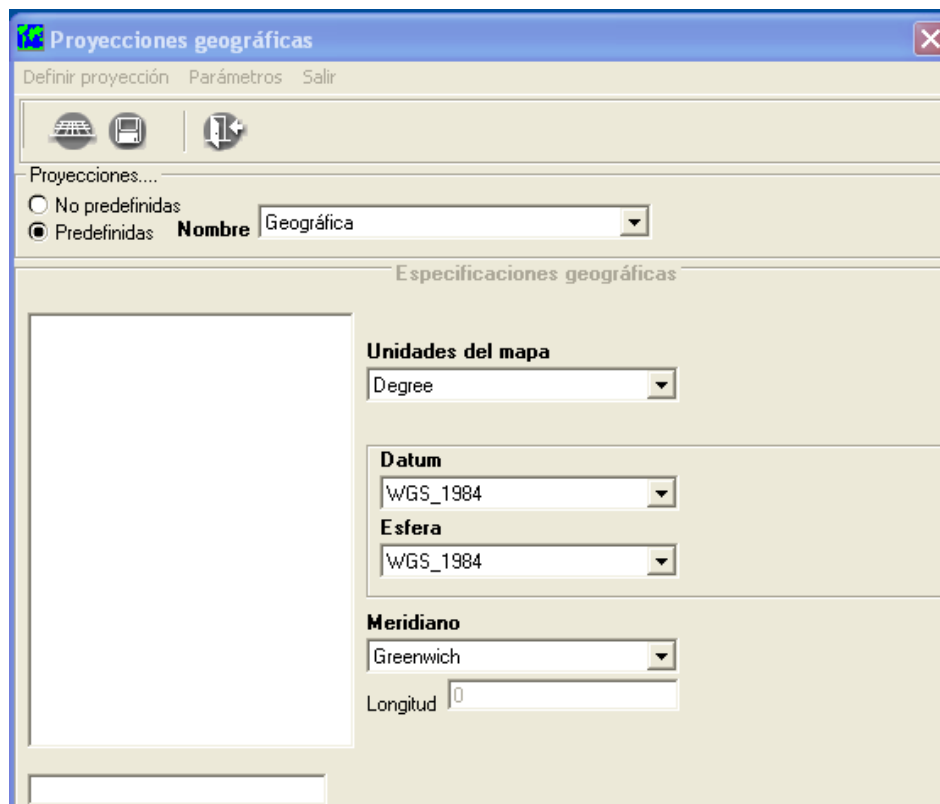 Proyecciones geográficas
Definir proyección Parámetros Salir
Proyecciones....
No predefinidas
Predefinidas Nombre Geográfica
Especificaciones geográficas
Unidades del mapa
Degree
Datum
WGS_1984
Esfera
WGS_1984
Meridiano
Greenwich
Longitud 0